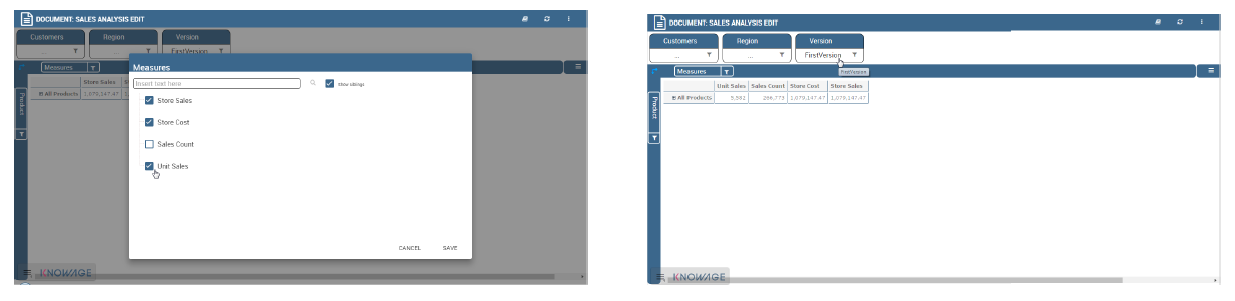 DOCUMENT: SALES ANALYSIS EDIT
Customers Region Version
... ... FirstVersion
Measures
Store Sales
All Products 1,079,147.47
Product
Measures
Insert text here Show siblings
Store Sales
Store Cost
Sales Count
Unit Sales
CANCEL SAVE
KNOWAGE
DOCUMENT: SALES ANALYSIS EDIT
Customers Region Version
... ... FirstVersion
FirstVersion
Measures
Unit Sales Sales Count Store Cost Store Sales
All Products 5,592 266,773 1,079,147.47 1,079,147.47
Product
KNOWAGE